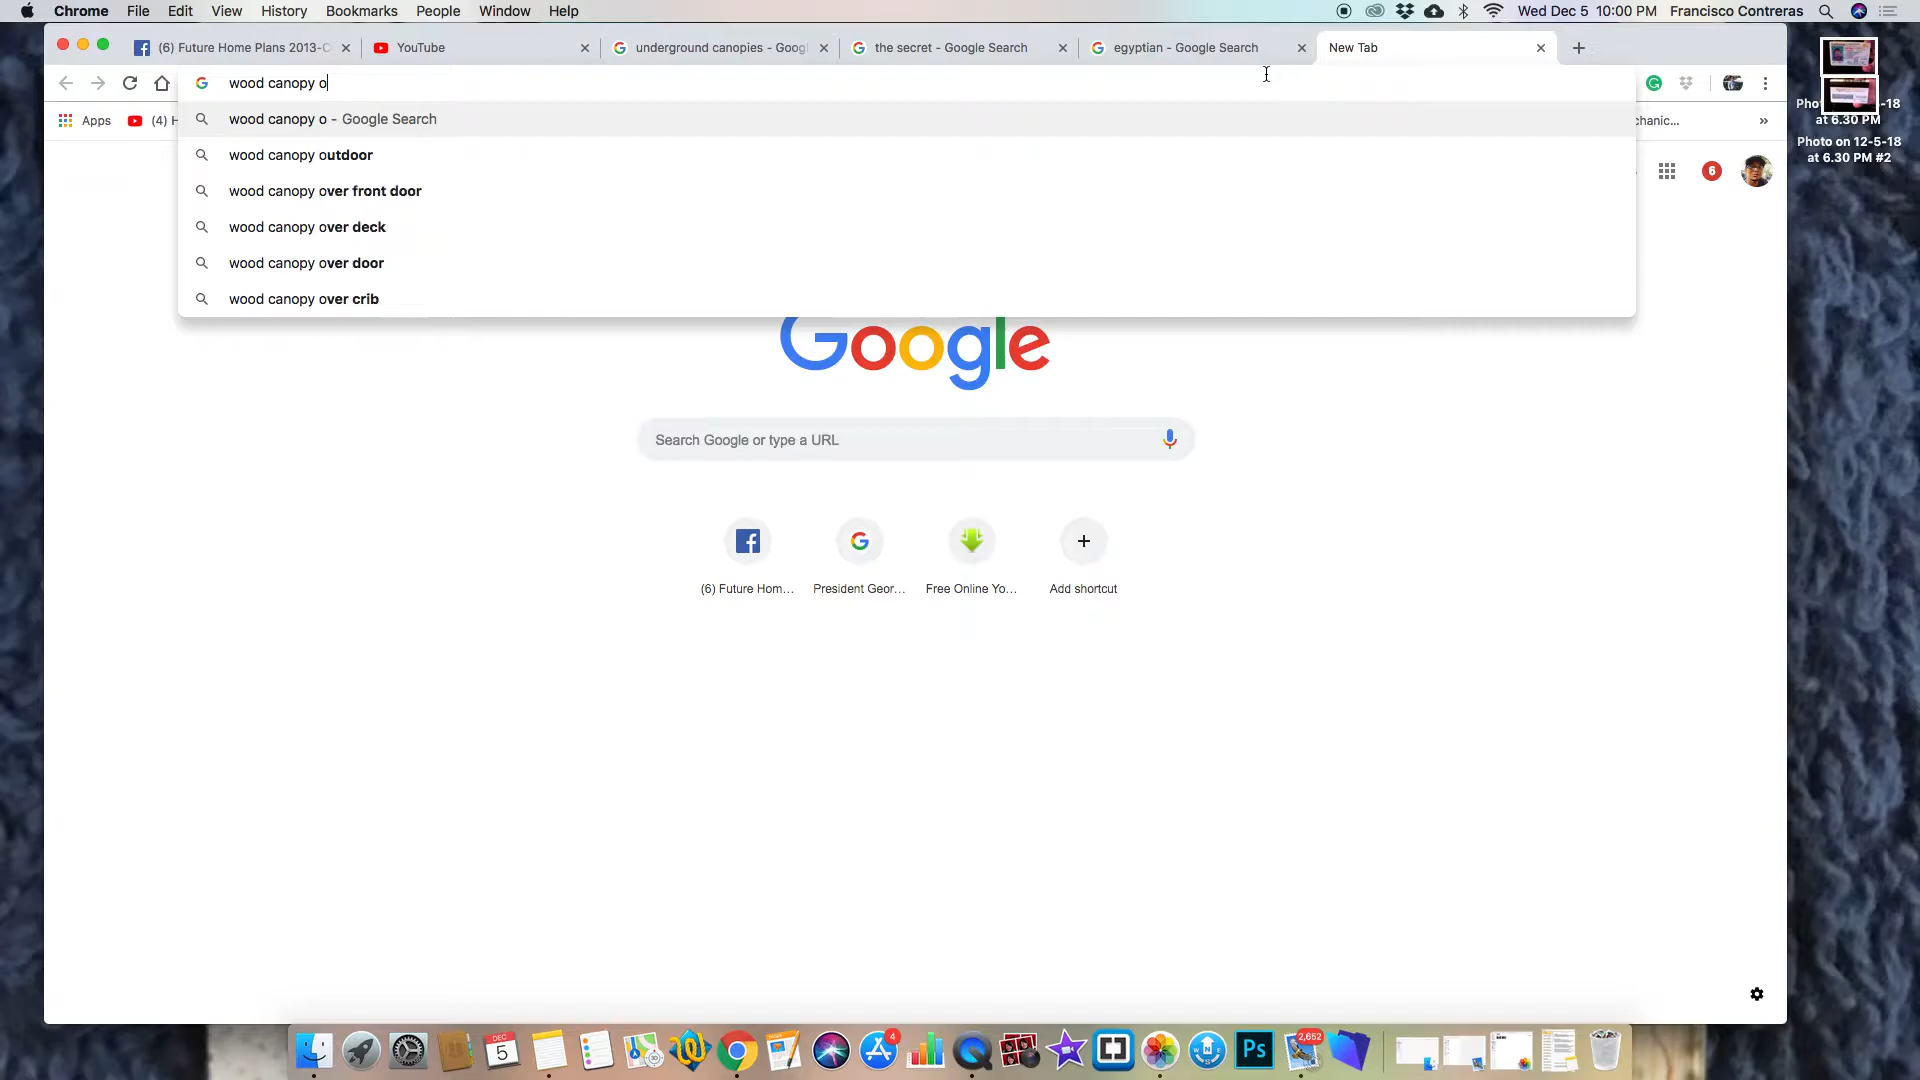 Chrome File Edit View History Bookmarks People Window Help
Wed Dec 5 10:00 PM Francisco Contreras
(6) Future Home Plans 2013-C
YouTube
underground canopies - Goog
the secret - Google Search
egyptian - Google Search
New Tab
wood canopy o
Apps
(4) H
chanic...
»
wood canopy o - Google Search
wood canopy outdoor
wood canopy over front door
wood canopy over deck
wood canopy over door
wood canopy over crib
6
Pho
-18
at 6.30 PM
Photo on 12-5-18
at 6.30 PM #2
Google
Search Google or type a URL
(6) Future Hom...
President Geor...
Free Online Yo...
Add shortcut
DEC
5
4
Ps
2,652